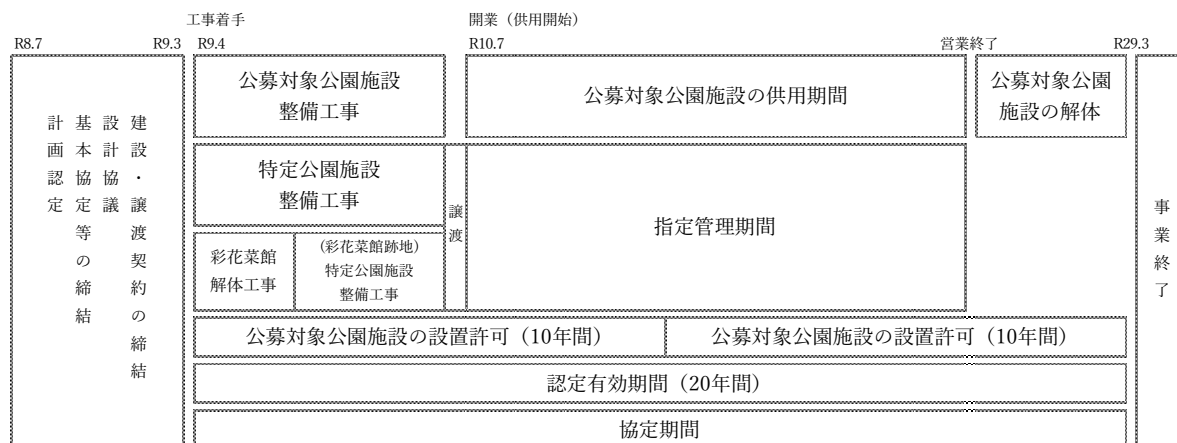 工事着手
開業（供用開始）
R8.7
R9.3
R9.4
R10.7
営業終了
R29.3
計画認定
基本協定等の締結
設計協議
建設・譲渡契約の締結
公募対象公園施設
整備工事
公募対象公園施設の供用期間
公募対象公園
施設の解体
特定公園施設
整備工事
譲渡
指定管理期間
事業終了
彩花菜館
解体工事
（彩花菜館跡地）
特定公園施設
整備工事
公募対象公園施設の設置許可（10年間）
公募対象公園施設の設置許可（10年間）
認定有効期間（20年間）
協定期間